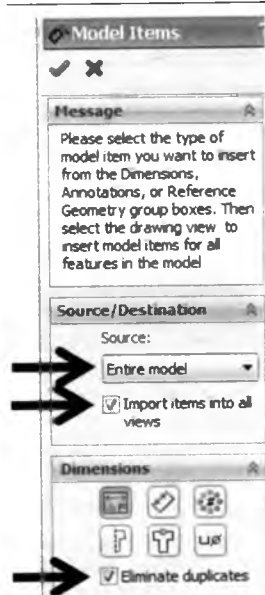 Model Items
Message
Please select the type of
model item you want to insert
from the Dimensions,
Annotations, or Reference
Geometry group boxes. Then
select the drawing view to
insert model items for all
features in the model
Source/Destination
Source:
Entire model
Import items into all
views
Dimensions
Eliminate duplicates